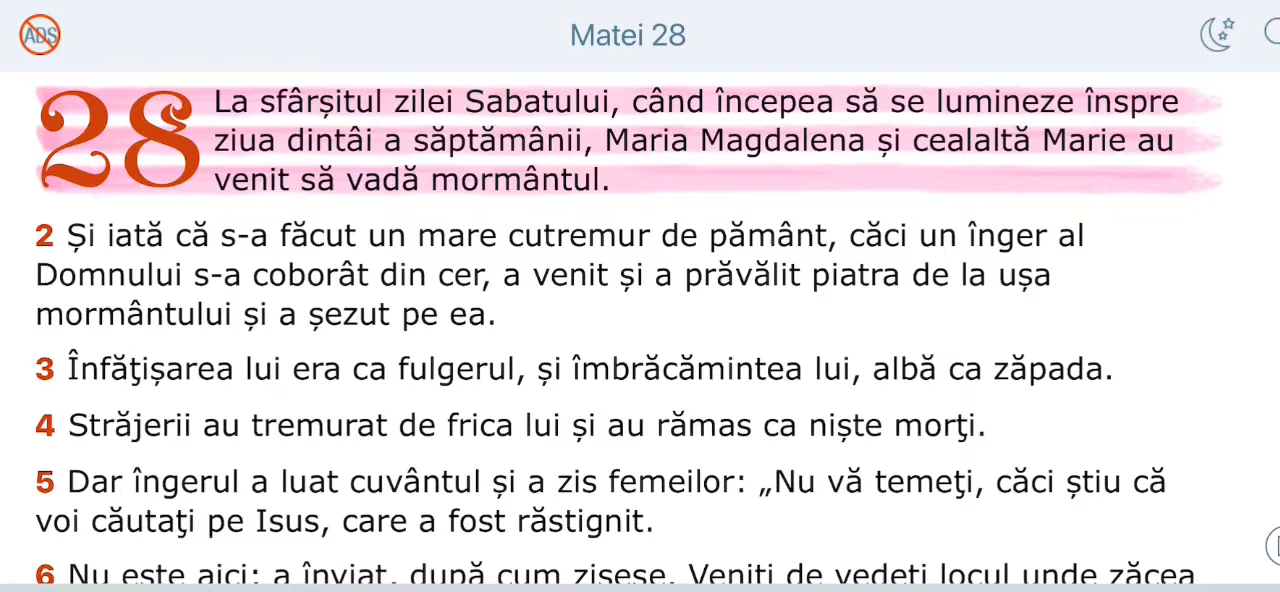 ADS
Matei 28
28 La sfârșitul zilei Sabatului, când începea să se lumineze înspre
ziua dintâi a săptămânii, Maria Magdalena și cealaltă Marie au
venit să vadă mormântul.
2 Și iată că s-a făcut un mare cutremur de pământ, căci un înger al
Domnului s-a coborât din cer, a venit și a prăvălit piatra de la ușa
mormântului și a șezut pe ea.
3 Înfăţișarea lui era ca fulgerul, și îmbrăcămintea lui, albă ca zăpada.
4 Străjerii au tremurat de frica lui și au rămas ca niște morţi.
5 Dar îngerul a luat cuvântul și a zis femeilor: „Nu vă temeţi, căci știu că
voi căutaţi pe Isus, care a fost răstignit.
6 Nu este aici; a înviat, după cum zisese. Veniţi de vedeţi locul unde zăcea